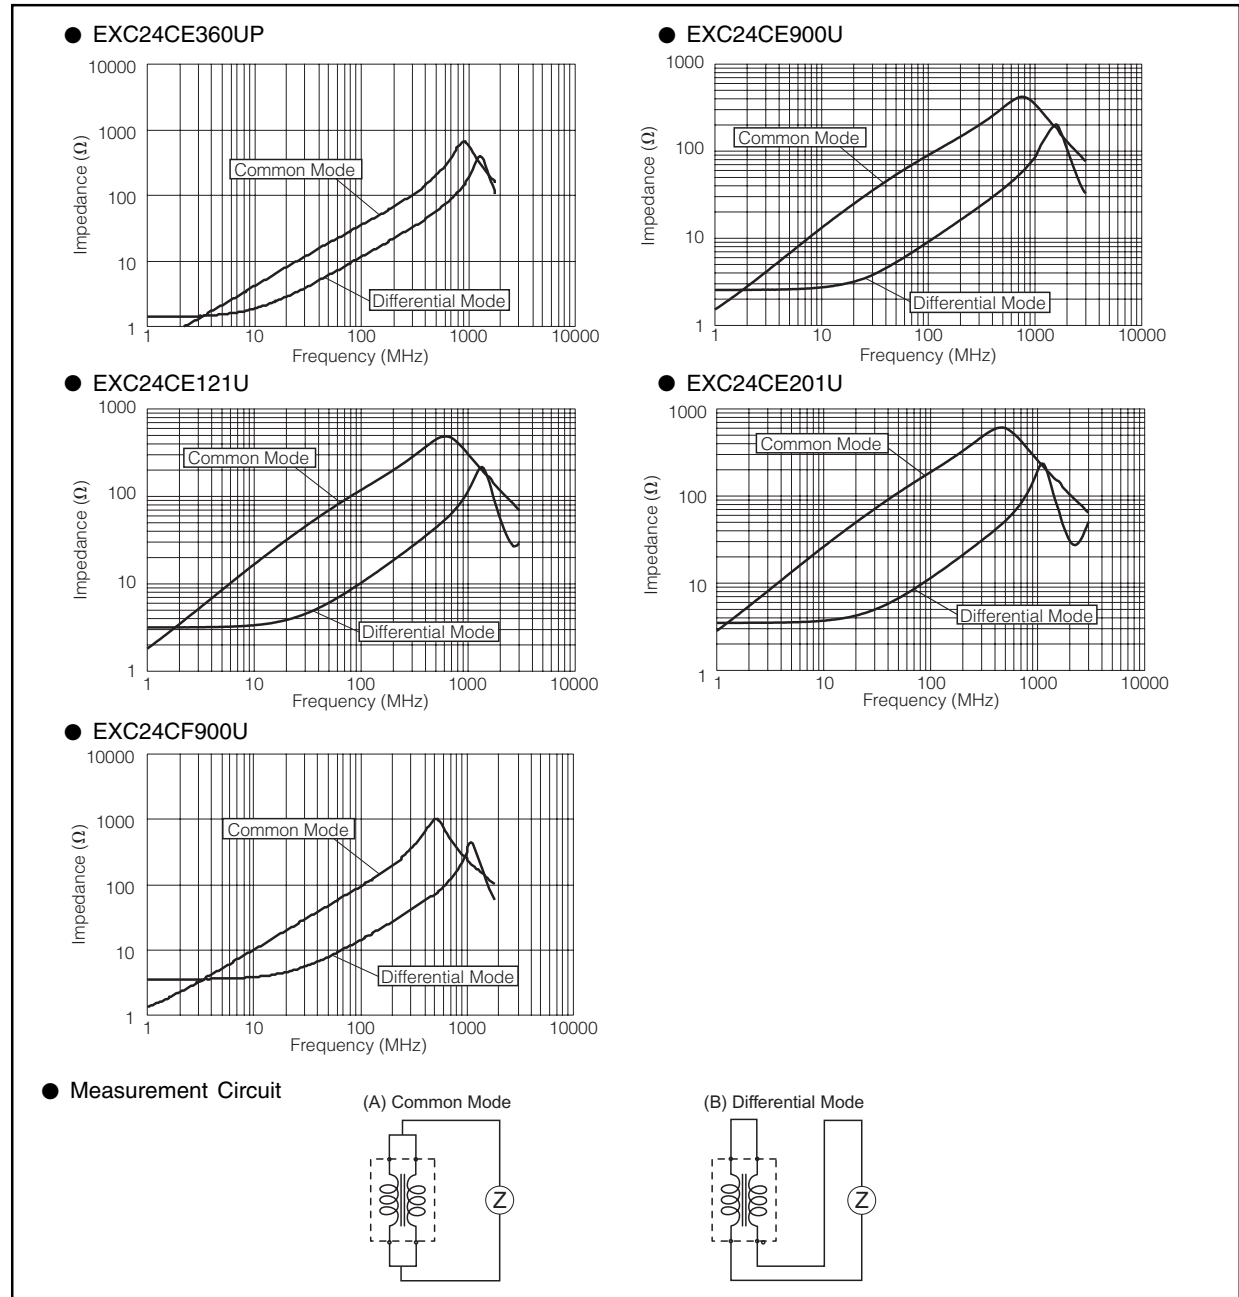 ● EXC24CE360UP
10000
1000
100
10
1
Impedance (Ω)
Common Mode
Differential Mode
1 10 100 1000 10000
Frequency (MHz)
● EXC24CE900U
1000
100
10
1
Impedance (Ω)
Common Mode
Differential Mode
1 10 100 1000 10000
Frequency (MHz)
● EXC24CE121U
1000
100
10
1
Impedance (Ω)
Common Mode
Differential Mode
1 10 100 1000 10000
Frequency (MHz)
● EXC24CE201U
1000
100
10
1
Impedance (Ω)
Common Mode
Differential Mode
1 10 100 1000 10000
Frequency (MHz)
● EXC24CF900U
10000
1000
100
10
1
Impedance (Ω)
Common Mode
Differential Mode
1 10 100 1000 10000
Frequency (MHz)
● Measurement Circuit
(A) Common Mode
Z
(B) Differential Mode
Z